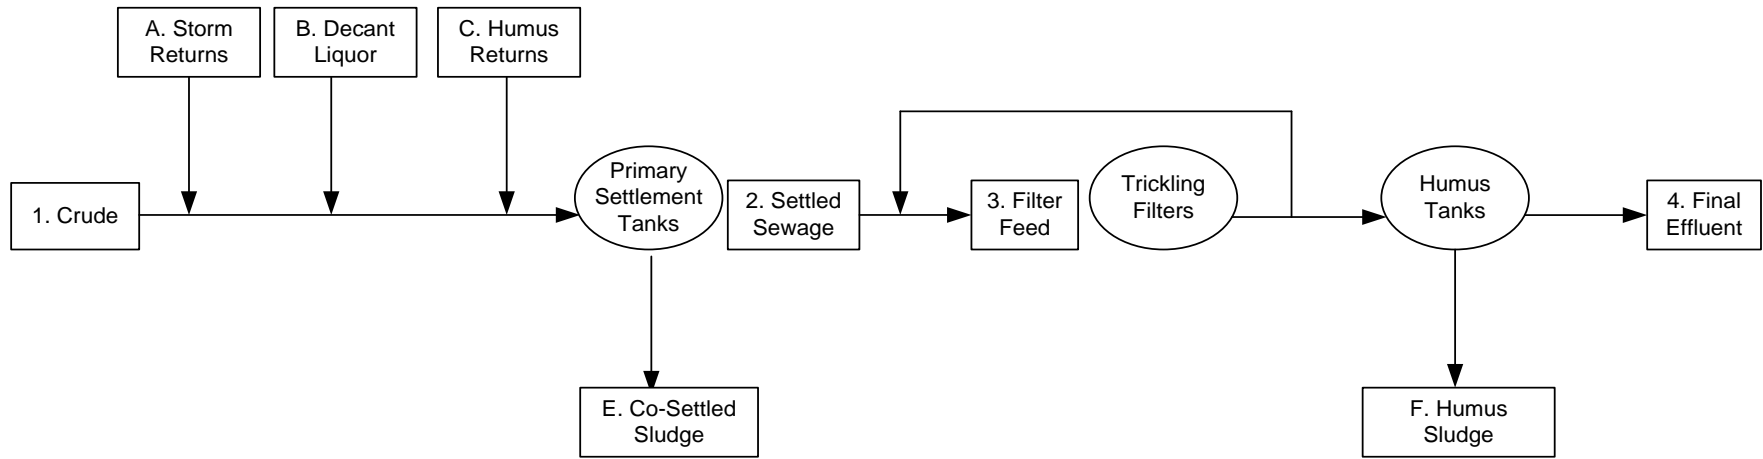 A. Storm
Returns
B. Decant
Liquor
C. Humus
Returns
1. Crude
Primary
Settlement
Tanks
2. Settled
Sewage
3. Filter
Feed
Trickling
Filters
Humus
Tanks
4. Final
Effluent
E. Co-Settled
Sludge
F. Humus
Sludge